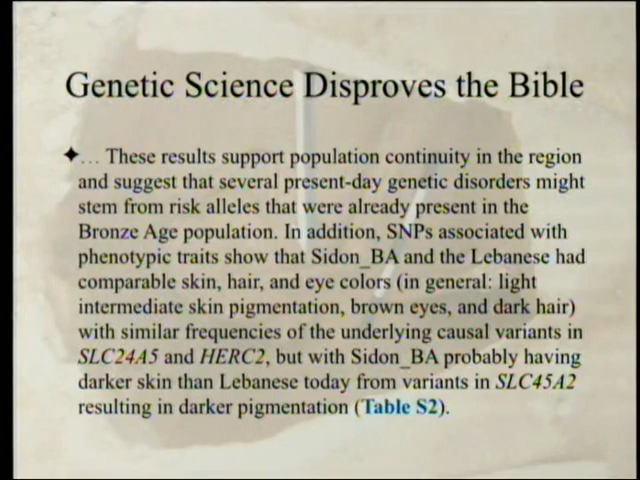 Genetic Science Disproves the Bible
✦… These results support population continuity in the region
and suggest that several present-day genetic disorders might
stem from risk alleles that were already present in the
Bronze Age population. In addition, SNPs associated with
phenotypic traits show that Sidon_BA and the Lebanese had
comparable skin, hair, and eye colors (in general: light
intermediate skin pigmentation, brown eyes, and dark hair)
with similar frequencies of the underlying causal variants in
SLC24A5 and HERC2, but with Sidon_BA probably having
darker skin than Lebanese today from variants in SLC45A2
resulting in darker pigmentation (Table S2).